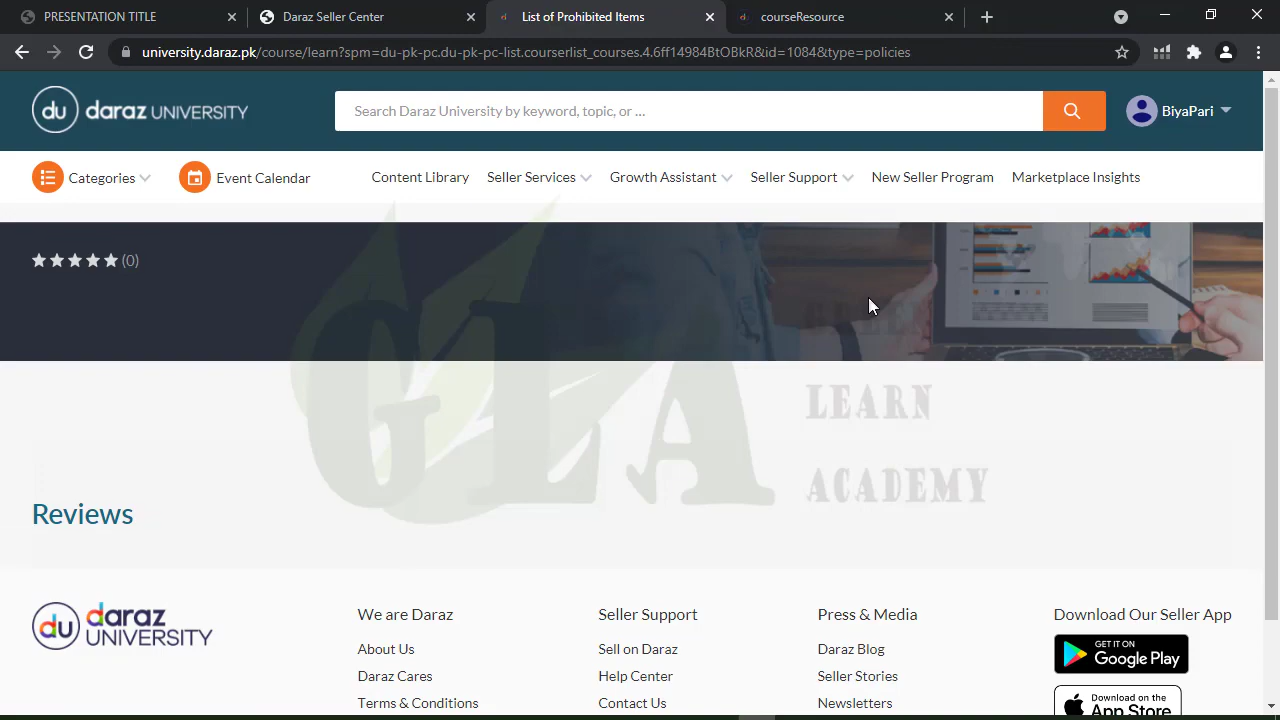 PRESENTATION TITLE
Daraz Seller Center
List of Prohibited Items
courseResource
university.daraz.pk/course/learn?spm=du-pk-pc.du-pk-pc-list.courserlist_courses.4.6ff14984BtOBkR&id=1084&type=policies
du daraz UNIVERSITY
Search Daraz University by keyword, topic, or ...
BiyaPari
Categories
Event Calendar
Content Library
Seller Services
Growth Assistant
Seller Support
New Seller Program
Marketplace Insights
(0)
GLA
LEARN
ACADEMY
Reviews
du daraz UNIVERSITY
We are Daraz
About Us
Daraz Cares
Terms & Conditions
Seller Support
Sell on Daraz
Help Center
Contact Us
Press & Media
Daraz Blog
Seller Stories
Newsletters
Download Our Seller App
GET IT ON
Google Play
Download on the
App Store